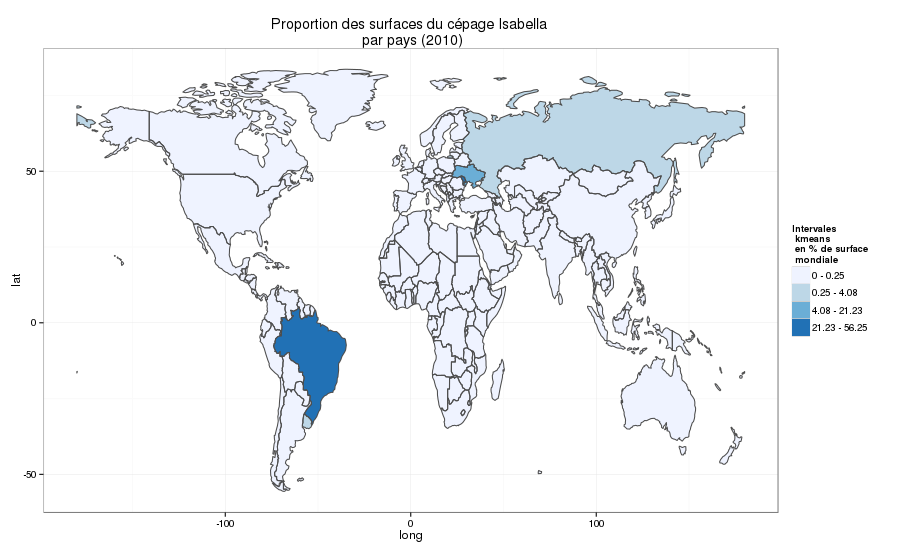 Proportion des surfaces du cépage Isabella
par pays (2010)
50
0
-50
lat
-100
0
100
long
Intervales
kmeans
en % de surface
mondiale
0 - 0.25
0.25 - 4.08
4.08 - 21.23
21.23 - 56.25